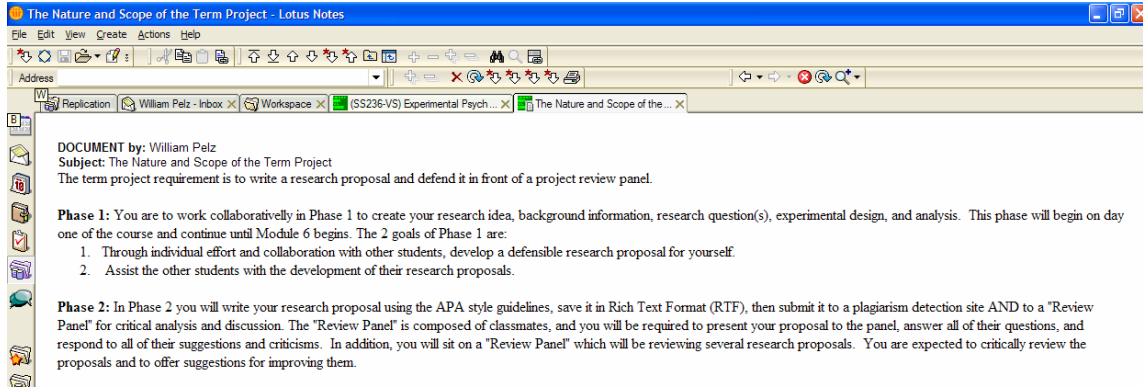 The Nature and Scope of the Term Project - Lotus Notes
File Edit View Create Actions Help
Address
W
Replication William Pelz - Inbox Workspace (SS236-VS) Experimental Psych... The Nature and Scope of the...
B
DOCUMENT by: William Pelz
Subject: The Nature and Scope of the Term Project
The term project requirement is to write a research proposal and defend it in front of a project review panel.
Phase 1: You are to work collaborativelly in Phase 1 to create your research idea, background information, research question(s), experimental design, and analysis. This phase will begin on day
one of the course and continue until Module 6 begins. The 2 goals of Phase 1 are:
1. Through individual effort and collaboration with other students, develop a defensible research proposal for yourself.
2. Assist the other students with the development of their research proposals.
Phase 2: In Phase 2 you will write your research proposal using the APA style guidelines, save it in Rich Text Format (RTF), then submit it to a plagiarism detection site AND to a "Review
Panel" for critical analysis and discussion. The "Review Panel" is composed of classmates, and you will be required to present your proposal to the panel, answer all of their questions, and
respond to all of their suggestions and criticisms. In addition, you will sit on a "Review Panel" which will be reviewing several research proposals. You are expected to critically review the
proposals and to offer suggestions for improving them.
18